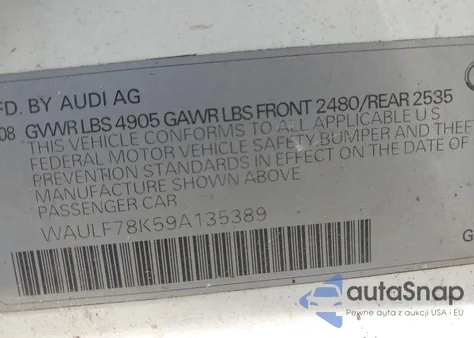 FD. BY AUDI AG
08 GVWR LBS 4905 GAWR LBS FRONT 2480/REAR 2535
THIS VEHICLE CONFORMS TO ALL APPLICABLE U S
FEDERAL MOTOR VEHICLE SAFETY,BUMPER AND THEFT
PREVENTION STANDARDS IN EFFECT ON THE DATE OF
MANUFACTURE SHOWN ABOVE
PASSENGER CAR
WAULF78K59A135389
autoSnap
Pewne auta z aukcji USA i EU